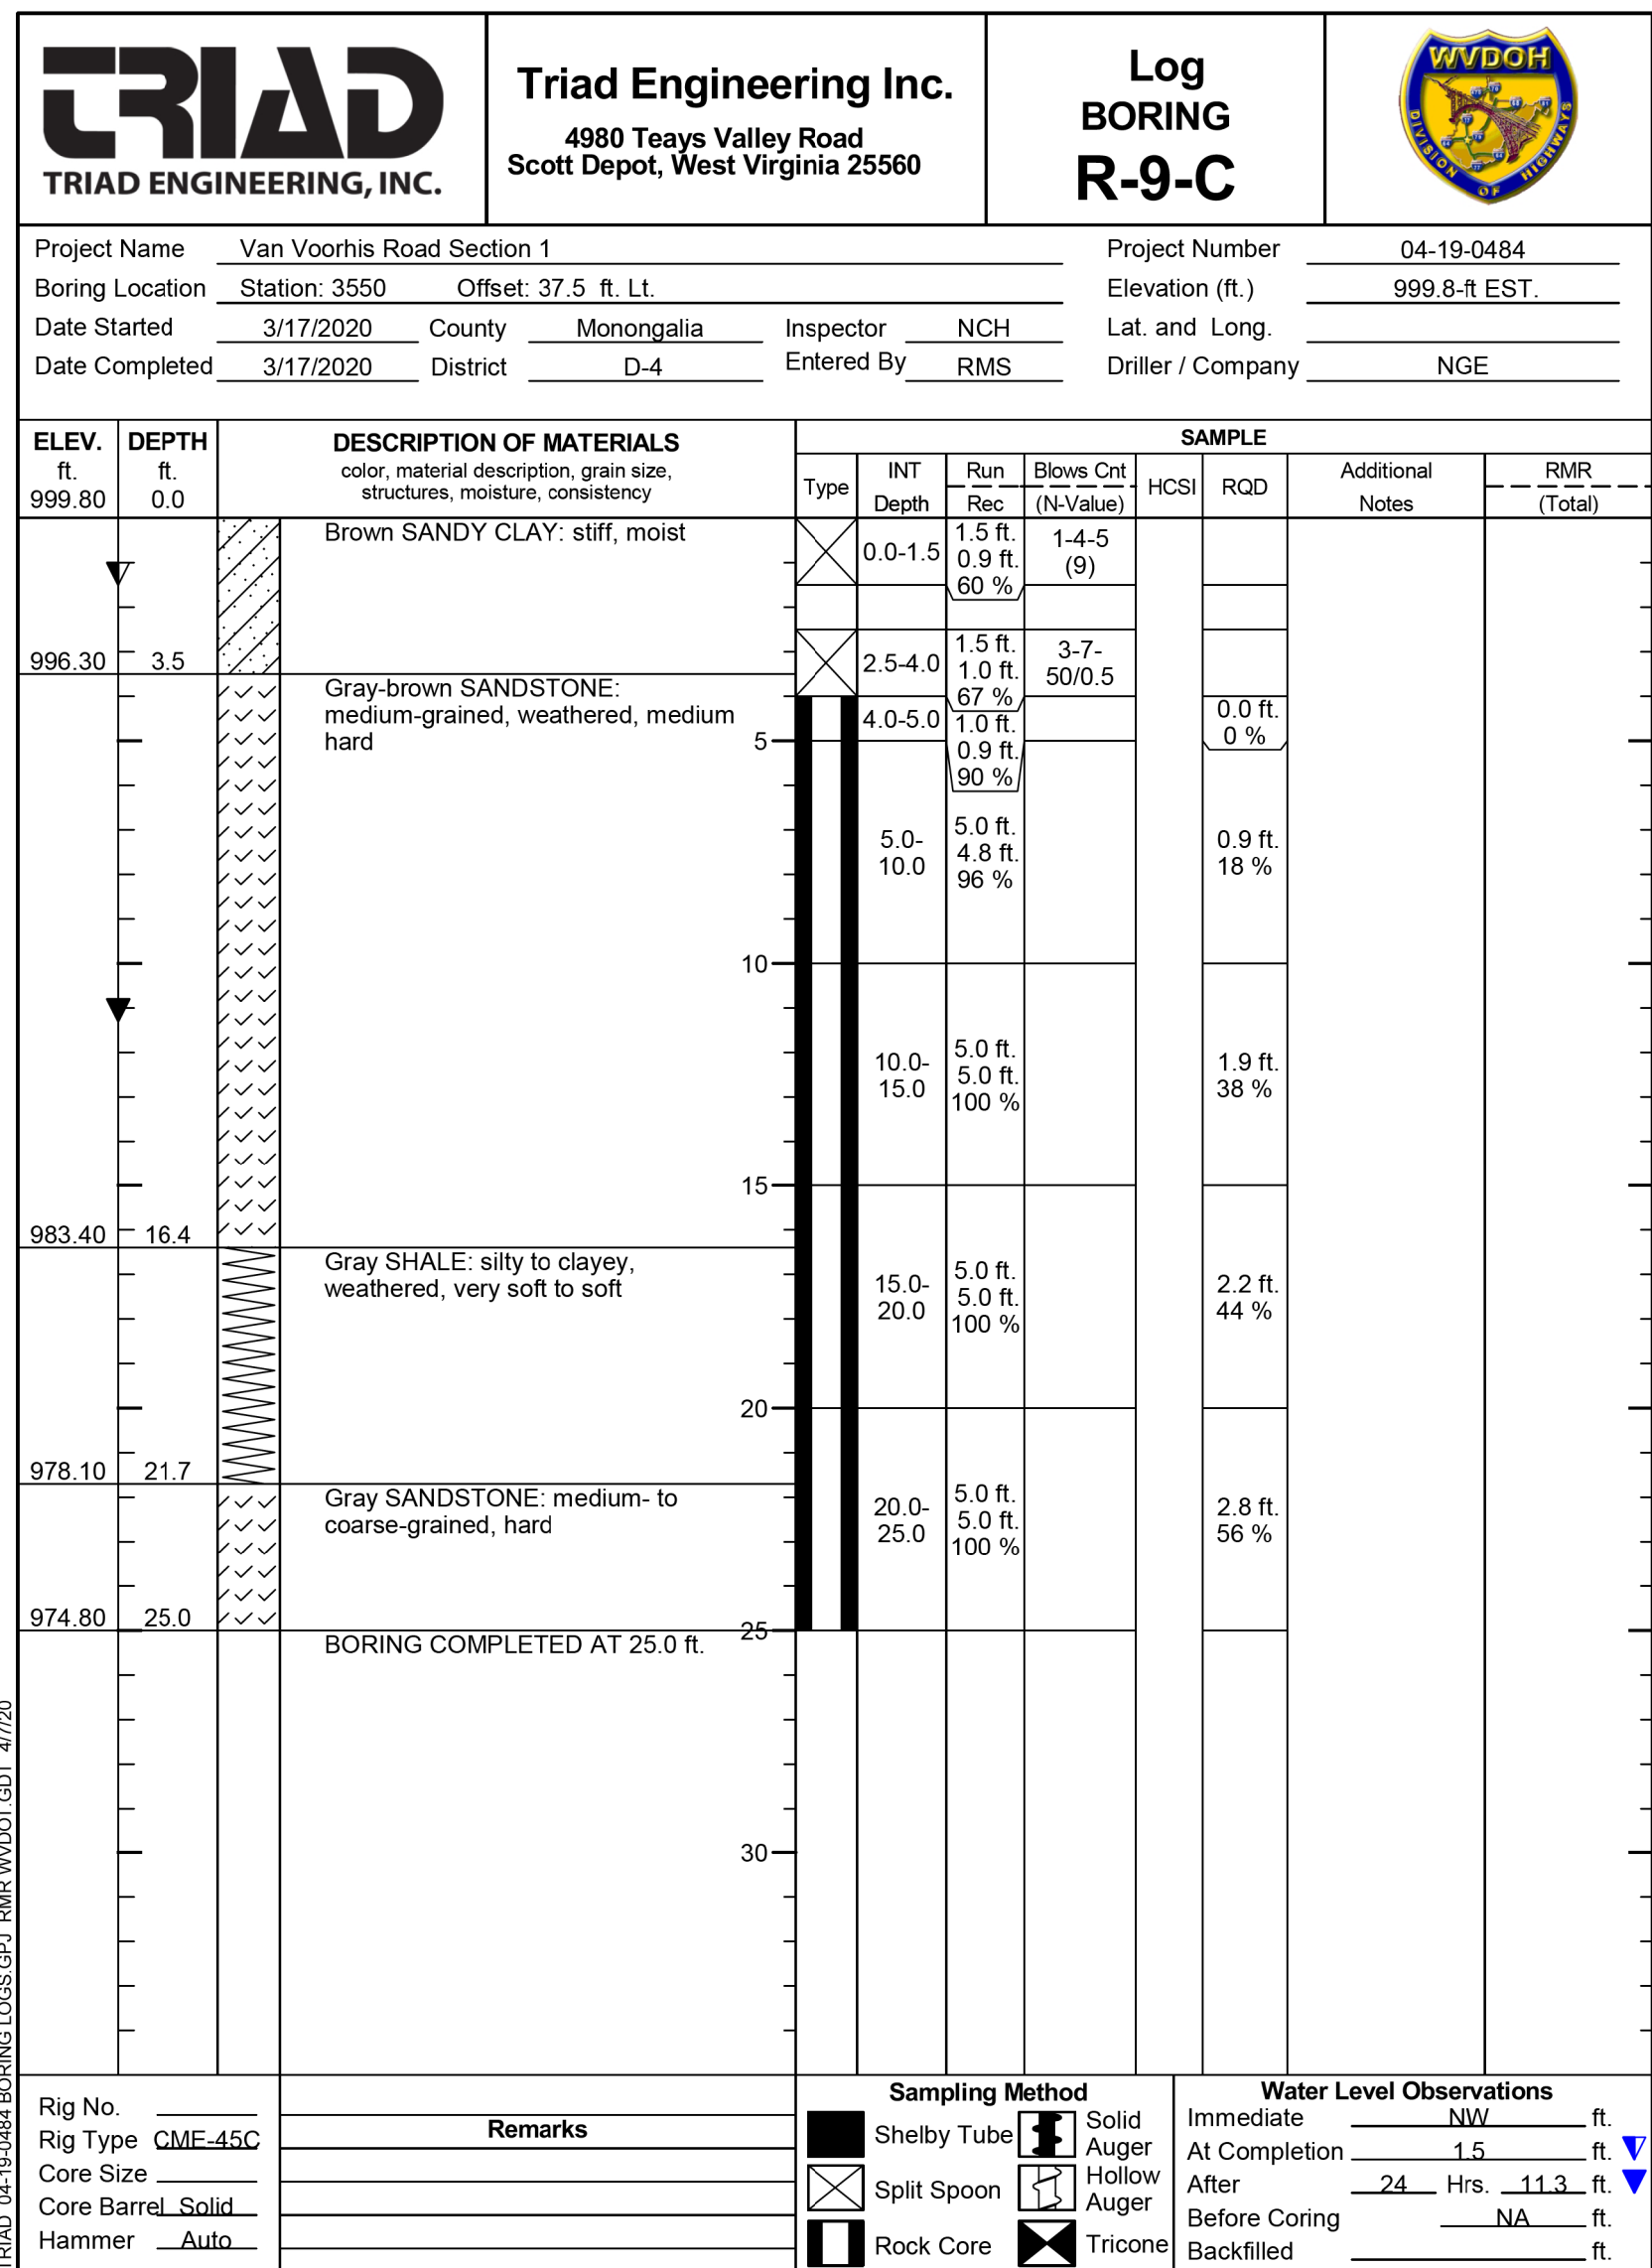 TRIAD
TRIAD ENGINEERING, INC.
Triad Engineering Inc.
4980 Teays Valley Road
Scott Depot, West Virginia 25560
Log
BORING
R-9-C
WVDOH
DIVISION OF HIGHWAYS
Project Name Van Voorhis Road Section 1 Project Number 04-19-0484
Boring Location Station: 3550 Offset: 37.5 ft. Lt. Elevation (ft.) 999.8-ft EST.
Date Started 3/17/2020 County Monongalia Inspector NCH Lat. and Long.
Date Completed 3/17/2020 District D-4 Entered By RMS Driller / Company NGE
ELEV. DEPTH DESCRIPTION OF MATERIALS SAMPLE
ft. ft. color, material description, grain size,
999.80 0.0 structures, moisture, consistency
Type INT Depth Run Rec Blows Cnt (N-Value) HCSI RQD Additional Notes RMR (Total)
Brown SANDY CLAY: stiff, moist
0.0-1.5 1.5 ft. 1-4-5
0.9 ft. (9)
60 %
996.30 3.5
2.5-4.0 1.5 ft. 3-7-
1.0 ft. 50/0.5
67 %
Gray-brown SANDSTONE:
medium-grained, weathered, medium
hard
4.0-5.0 1.0 ft. 0.0 ft.
0.9 ft. 0 %
90 %
5
5.0- 5.0 ft. 0.9 ft.
10.0 4.8 ft. 18 %
96 %
10
10.0- 5.0 ft. 1.9 ft.
15.0 5.0 ft. 38 %
100 %
15
983.40 16.4
Gray SHALE: silty to clayey,
weathered, very soft to soft
15.0- 5.0 ft. 2.2 ft.
20.0 5.0 ft. 44 %
100 %
20
978.10 21.7
Gray SANDSTONE: medium- to
coarse-grained, hard
20.0- 5.0 ft. 2.8 ft.
25.0 5.0 ft. 56 %
100 %
974.80 25.0
25
BORING COMPLETED AT 25.0 ft.
30
TRIAD 04-19-0484 BORING LOGS.GPJ RMR WVDOT.GDT 4/7/20
Rig No.
Rig Type CME-45C
Core Size
Core Barrel Solid
Hammer Auto
Remarks
Sampling Method
Shelby Tube Solid Auger
Split Spoon Hollow Auger
Rock Core Tricone
Water Level Observations
Immediate NW ft.
At Completion 1.5 ft.
After 24 Hrs. 11.3 ft.
Before Coring NA ft.
Backfilled ft.